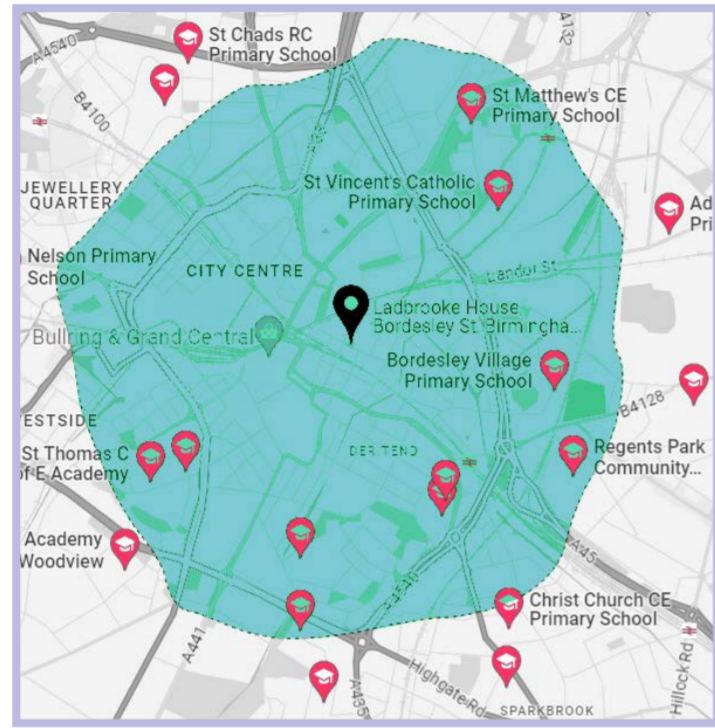 St Chads RC
Primary School
A4540
A4132
B4100
St Matthew's CE
Primary School
JEWELLERY
QUARTER
St Vincent's Catholic
Primary School
Ad
Pri
Nelson Primary
School
CITY CENTRE
Landor St
Ladbrooke House
Bordesley St, Birmingha...
Bullring & Grand Central
Bordesley Village
Primary School
B4128
ESTSIDE
St Thomas C
of E Academy
DERITEND
Regents Park
Community...
Academy
Woodview
A45
A4540
Christ Church CE
Primary School
A441
Highgate Rd
A435
Hillock Rd
SPARKBROOK